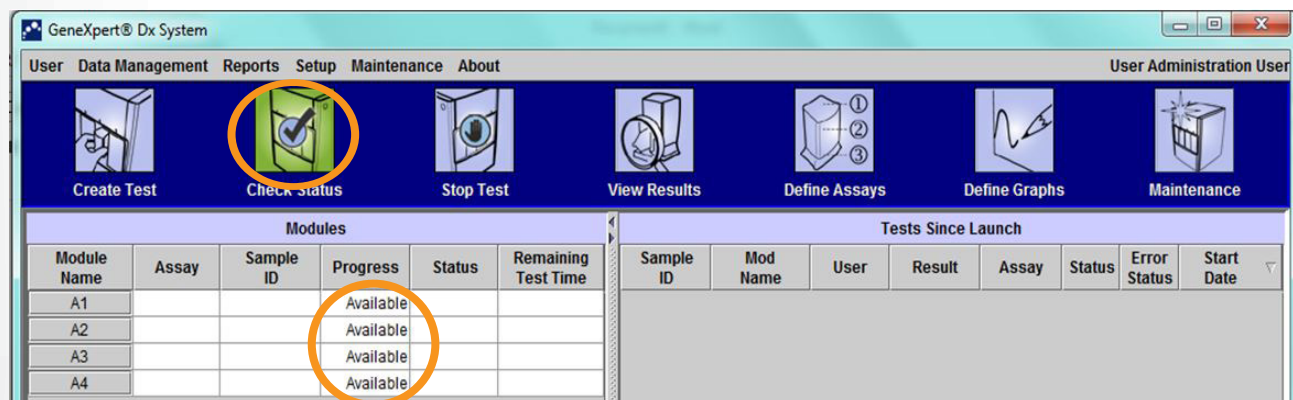 GeneXpert® Dx System
User Data Management Reports Setup Maintenance About User Administration User
Create Test Check Status Stop Test View Results Define Assays Define Graphs Maintenance
① ② ③
Modules Tests Since Launch
Module Name Assay Sample ID Progress Status Remaining Test Time Sample ID Mod Name User Result Assay Status Error Status Start Date
A1 Available
A2 Available
A3 Available
A4 Available